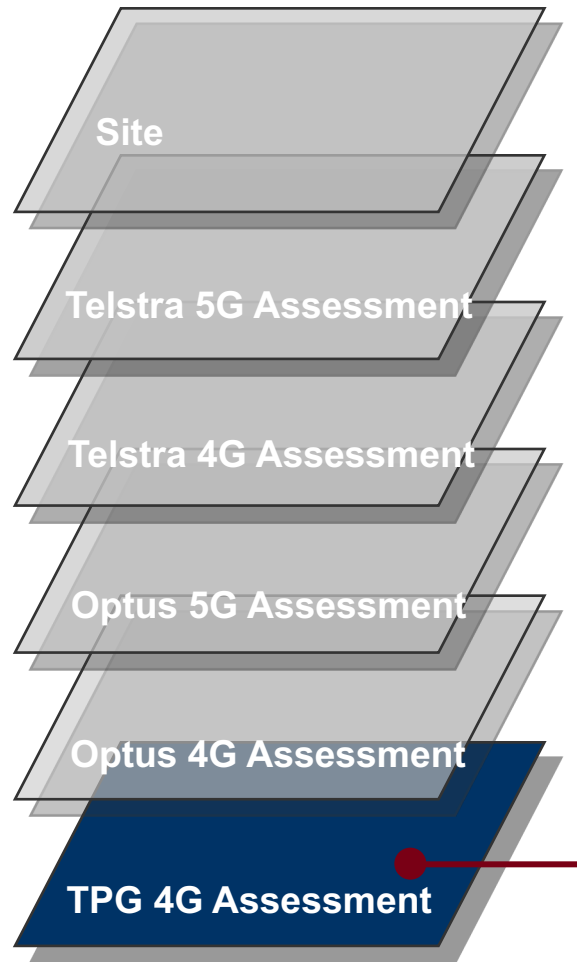 Site
Telstra 5G Assessment
Telstra 4G Assessment
Optus 5G Assessment
Optus 4G Assessment
TPG 4G Assessment